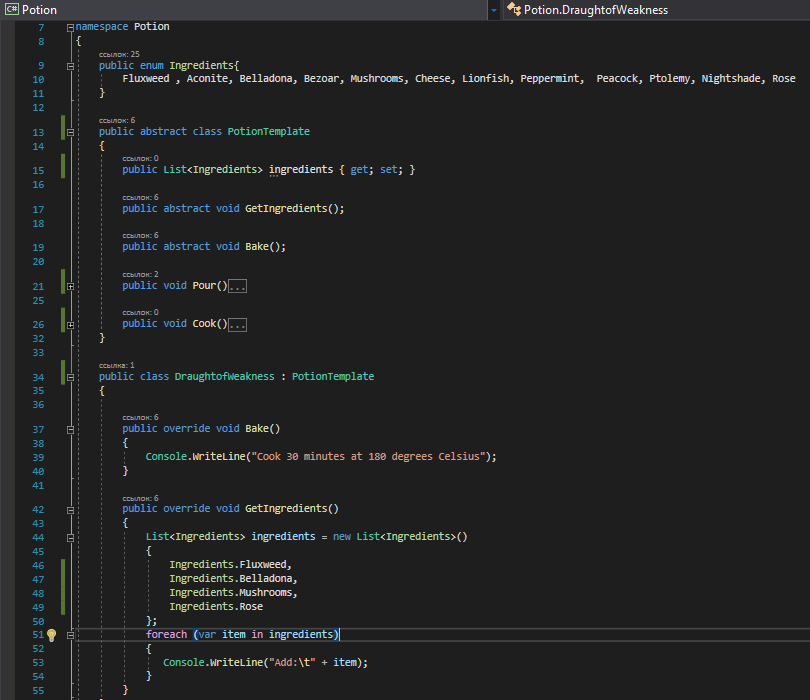 C# Potion Potion.DraughtofWeakness
7 namespace Potion
8 {
ссылок: 25
9 public enum Ingredients{
10 Fluxweed , Aconite, Belladona, Bezoar, Mushrooms, Cheese, Lionfish, Peppermint,  Peacock, Ptolemy, Nightshade, Rose
11 }
12
ссылок: 6
13 public abstract class PotionTemplate
14 {
ссылок: 0
15 public List<Ingredients> ingredients { get; set; }
16
ссылок: 6
17 public abstract void GetIngredients();
18
ссылок: 6
19 public abstract void Bake();
20
ссылок: 2
21 public void Pour()...
25
ссылок: 0
26 public void Cook()...
32 }
33
ссылка: 1
34 public class DraughtofWeakness : PotionTemplate
35 {
36
ссылок: 6
37 public override void Bake()
38 {
39 Console.WriteLine("Cook 30 minutes at 180 degrees Celsius");
40 }
41
ссылок: 6
42 public override void GetIngredients()
43 {
44 List<Ingredients> ingredients = new List<Ingredients>()
45 {
46 Ingredients.Fluxweed,
47 Ingredients.Belladona,
48 Ingredients.Mushrooms,
49 Ingredients.Rose
50 };
51 foreach (var item in ingredients)
52 {
53 Console.WriteLine("Add:\t" + item);
54 }
55 }